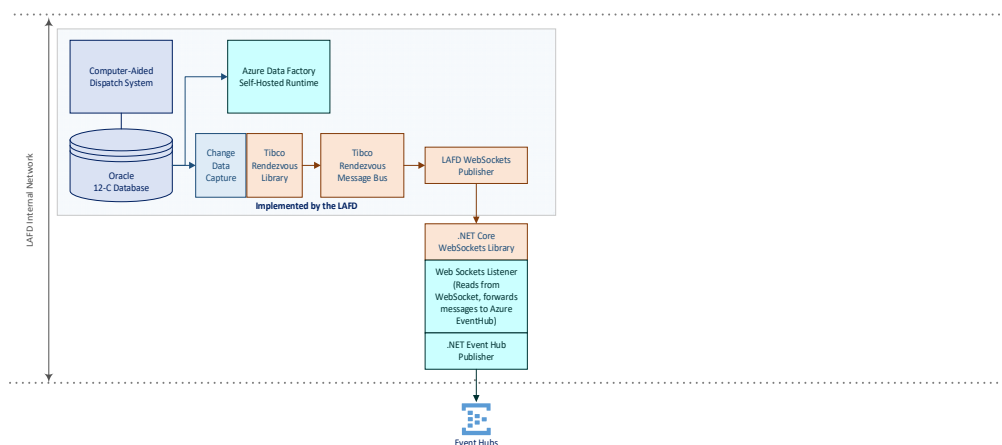 Computer-Aided
Dispatch System
Azure Data Factory
Self-Hosted Runtime
Oracle
12-C Database
Change
Data
Capture
Tibco
Rendezvous
Library
Tibco
Rendezvous
Message Bus
LAFD WebSockets
Publisher
Implemented by the LAFD
LAFD Internal Network
.NET Core
WebSockets Library
Web Sockets Listener
(Reads from
WebSocket, forwards
messages to Azure
EventHub)
.NET Event Hub
Publisher
Event Hubs